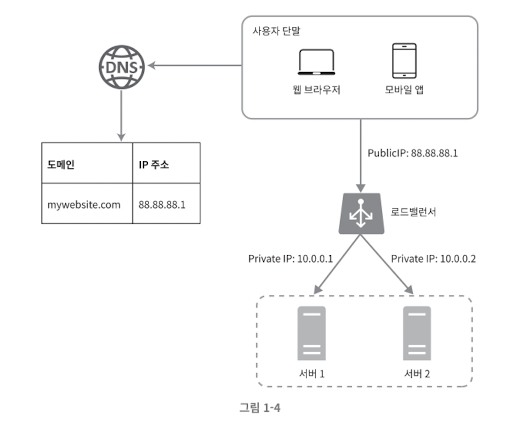 사용자 단말
DNS
웹 브라우저
모바일 앱
도메인
IP 주소
mywebsite.com
88.88.88.1
PublicIP: 88.88.88.1
로드밸런서
Private IP: 10.0.0.1
Private IP: 10.0.0.2
서버 1
서버 2
그림 1-4